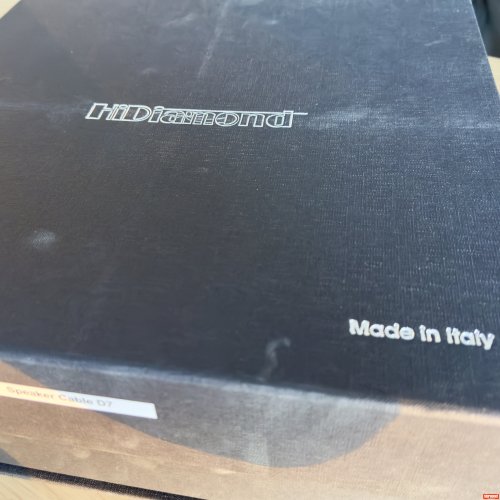 HiDiamond
Made in Italy
Speaker Cable D7